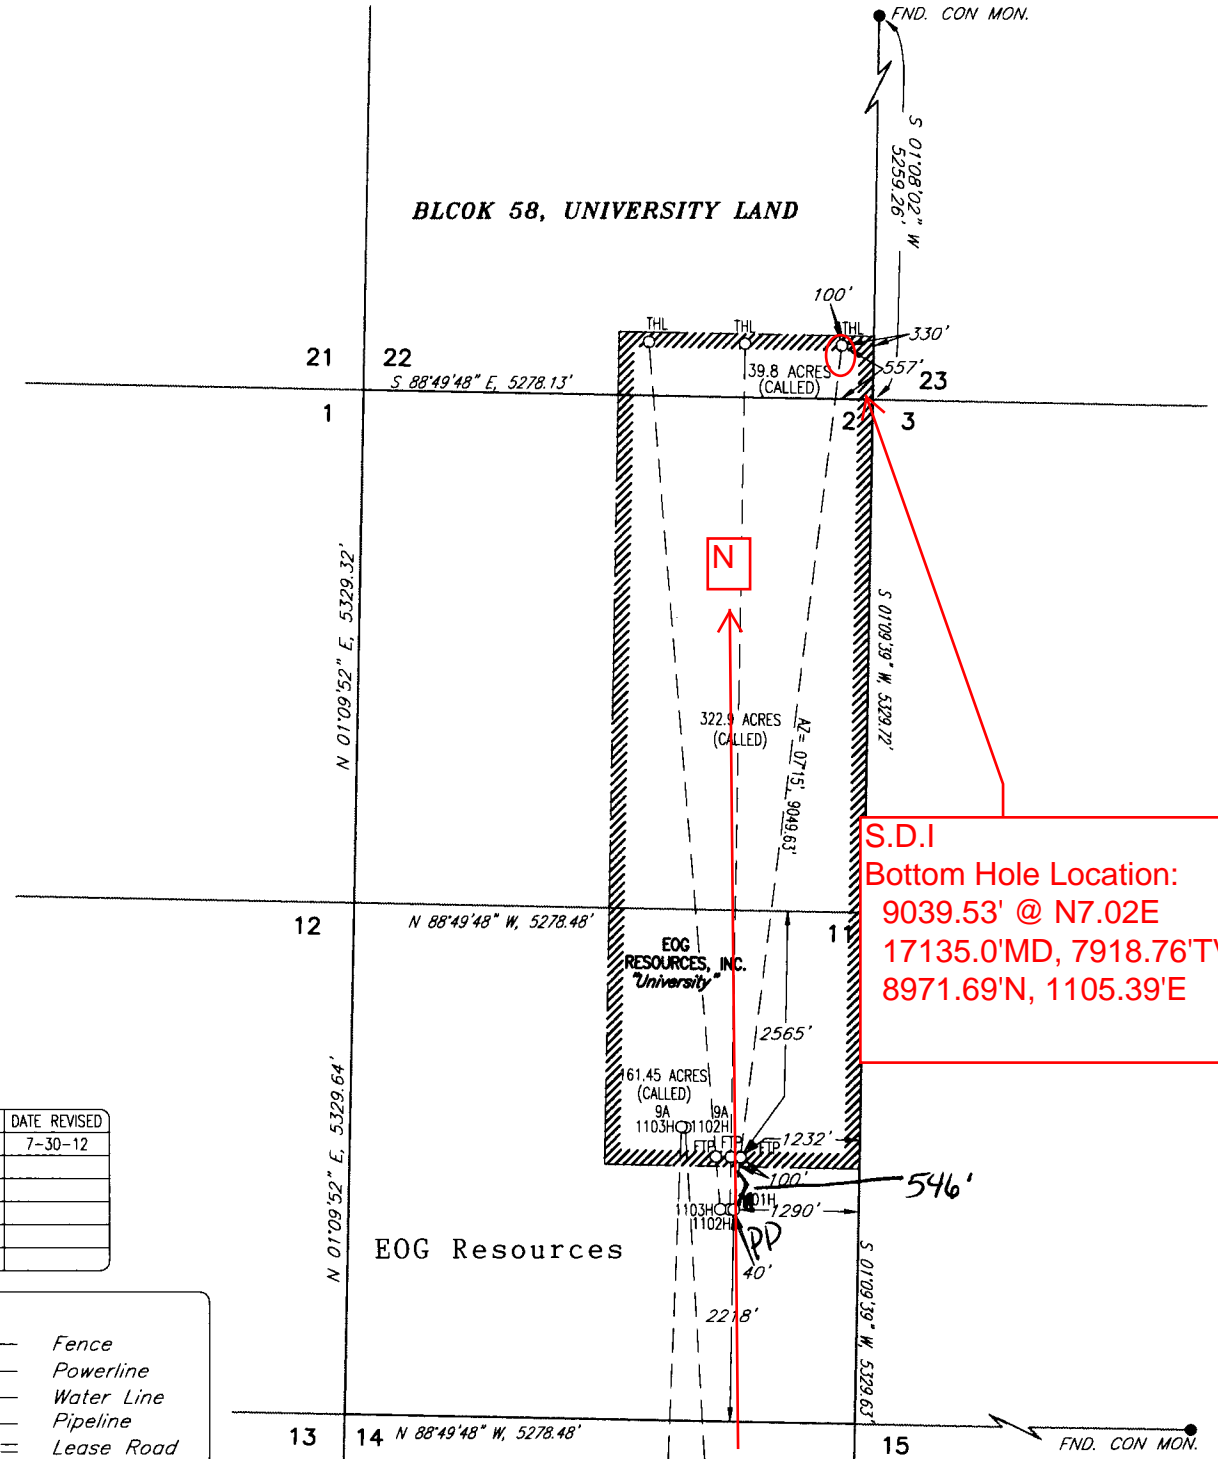 FND. CON MON.
S 01°08'02" W
5259.26'
BLCOK 58, UNIVERSITY LAND
100'
THL
THL
THL
330'
21
22
39.8 ACRES
(CALLED)
557'
23
S 88°49'48" E, 5278.13'
1
2
3
N 01°09'52" E, 5329.32'
N
S 01°09'39" W, 5329.72'
322.9 ACRES
(CALLED)
AZ= 07.15', 9049.63'
S.D.I
Bottom Hole Location:
9039.53' @ N7.02E
17135.0'MD, 7918.76'TV
8971.69'N, 1105.39'E
12
N 88°49'48" W, 5278.48'
11
EOG
RESOURCES, INC.
"University"
2565'
161.45 ACRES
(CALLED)
9A
9A
1103H
1102H
DATE REVISED
7-30-12
FTP
FTP
FTP
1232'
100'
546'
N 01°09'52" E, 5329.64'
1103H
1102H
01H
1290'
PP
40'
EOG Resources
S 01°09'39" W, 5329.63'
2218'
Fence
Powerline
Water Line
Pipeline
Lease Road
13
14
N 88°49'48" W, 5278.48'
15
FND. CON MON.